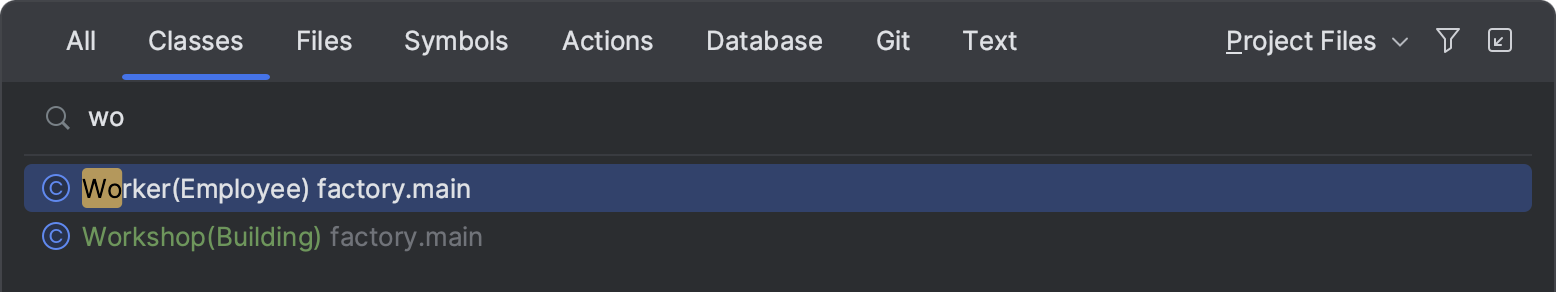 All Classes Files Symbols Actions Database Git Text Project Files
wo
Worker(Employee) factory.main
Workshop(Building) factory.main